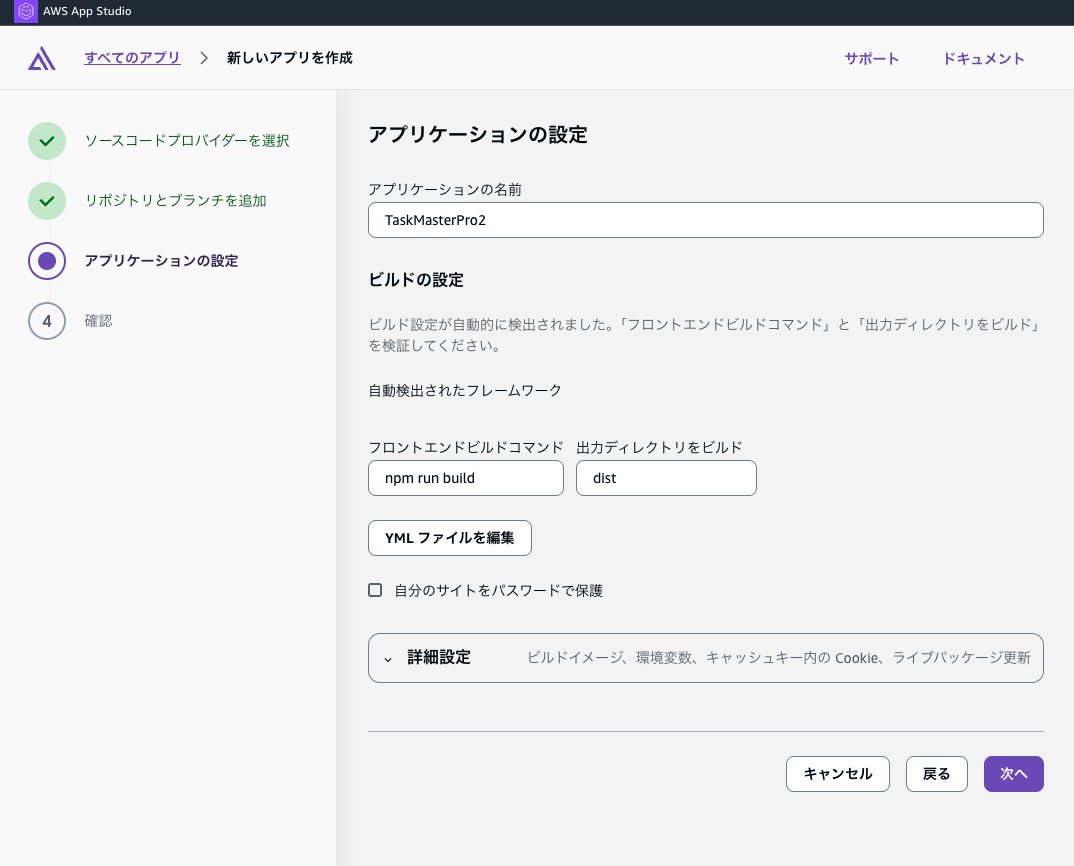 AWS App Studio
すべてのアプリ > 新しいアプリを作成
サポート
ドキュメント
ソースコードプロバイダーを選択
リポジトリとブランチを追加
アプリケーションの設定
4 確認
アプリケーションの設定
アプリケーションの名前
TaskMasterPro2
ビルドの設定
ビルド設定が自動的に検出されました。「フロントエンドビルドコマンド」と「出力ディレクトリをビルド」
を検証してください。
自動検出されたフレームワーク
フロントエンドビルドコマンド 出力ディレクトリをビルド
npm run build dist
YML ファイルを編集
自分のサイトをパスワードで保護
詳細設定 ビルドイメージ、環境変数、キャッシュキー内の Cookie、ライブパッケージ更新
キャンセル 戻る 次へ